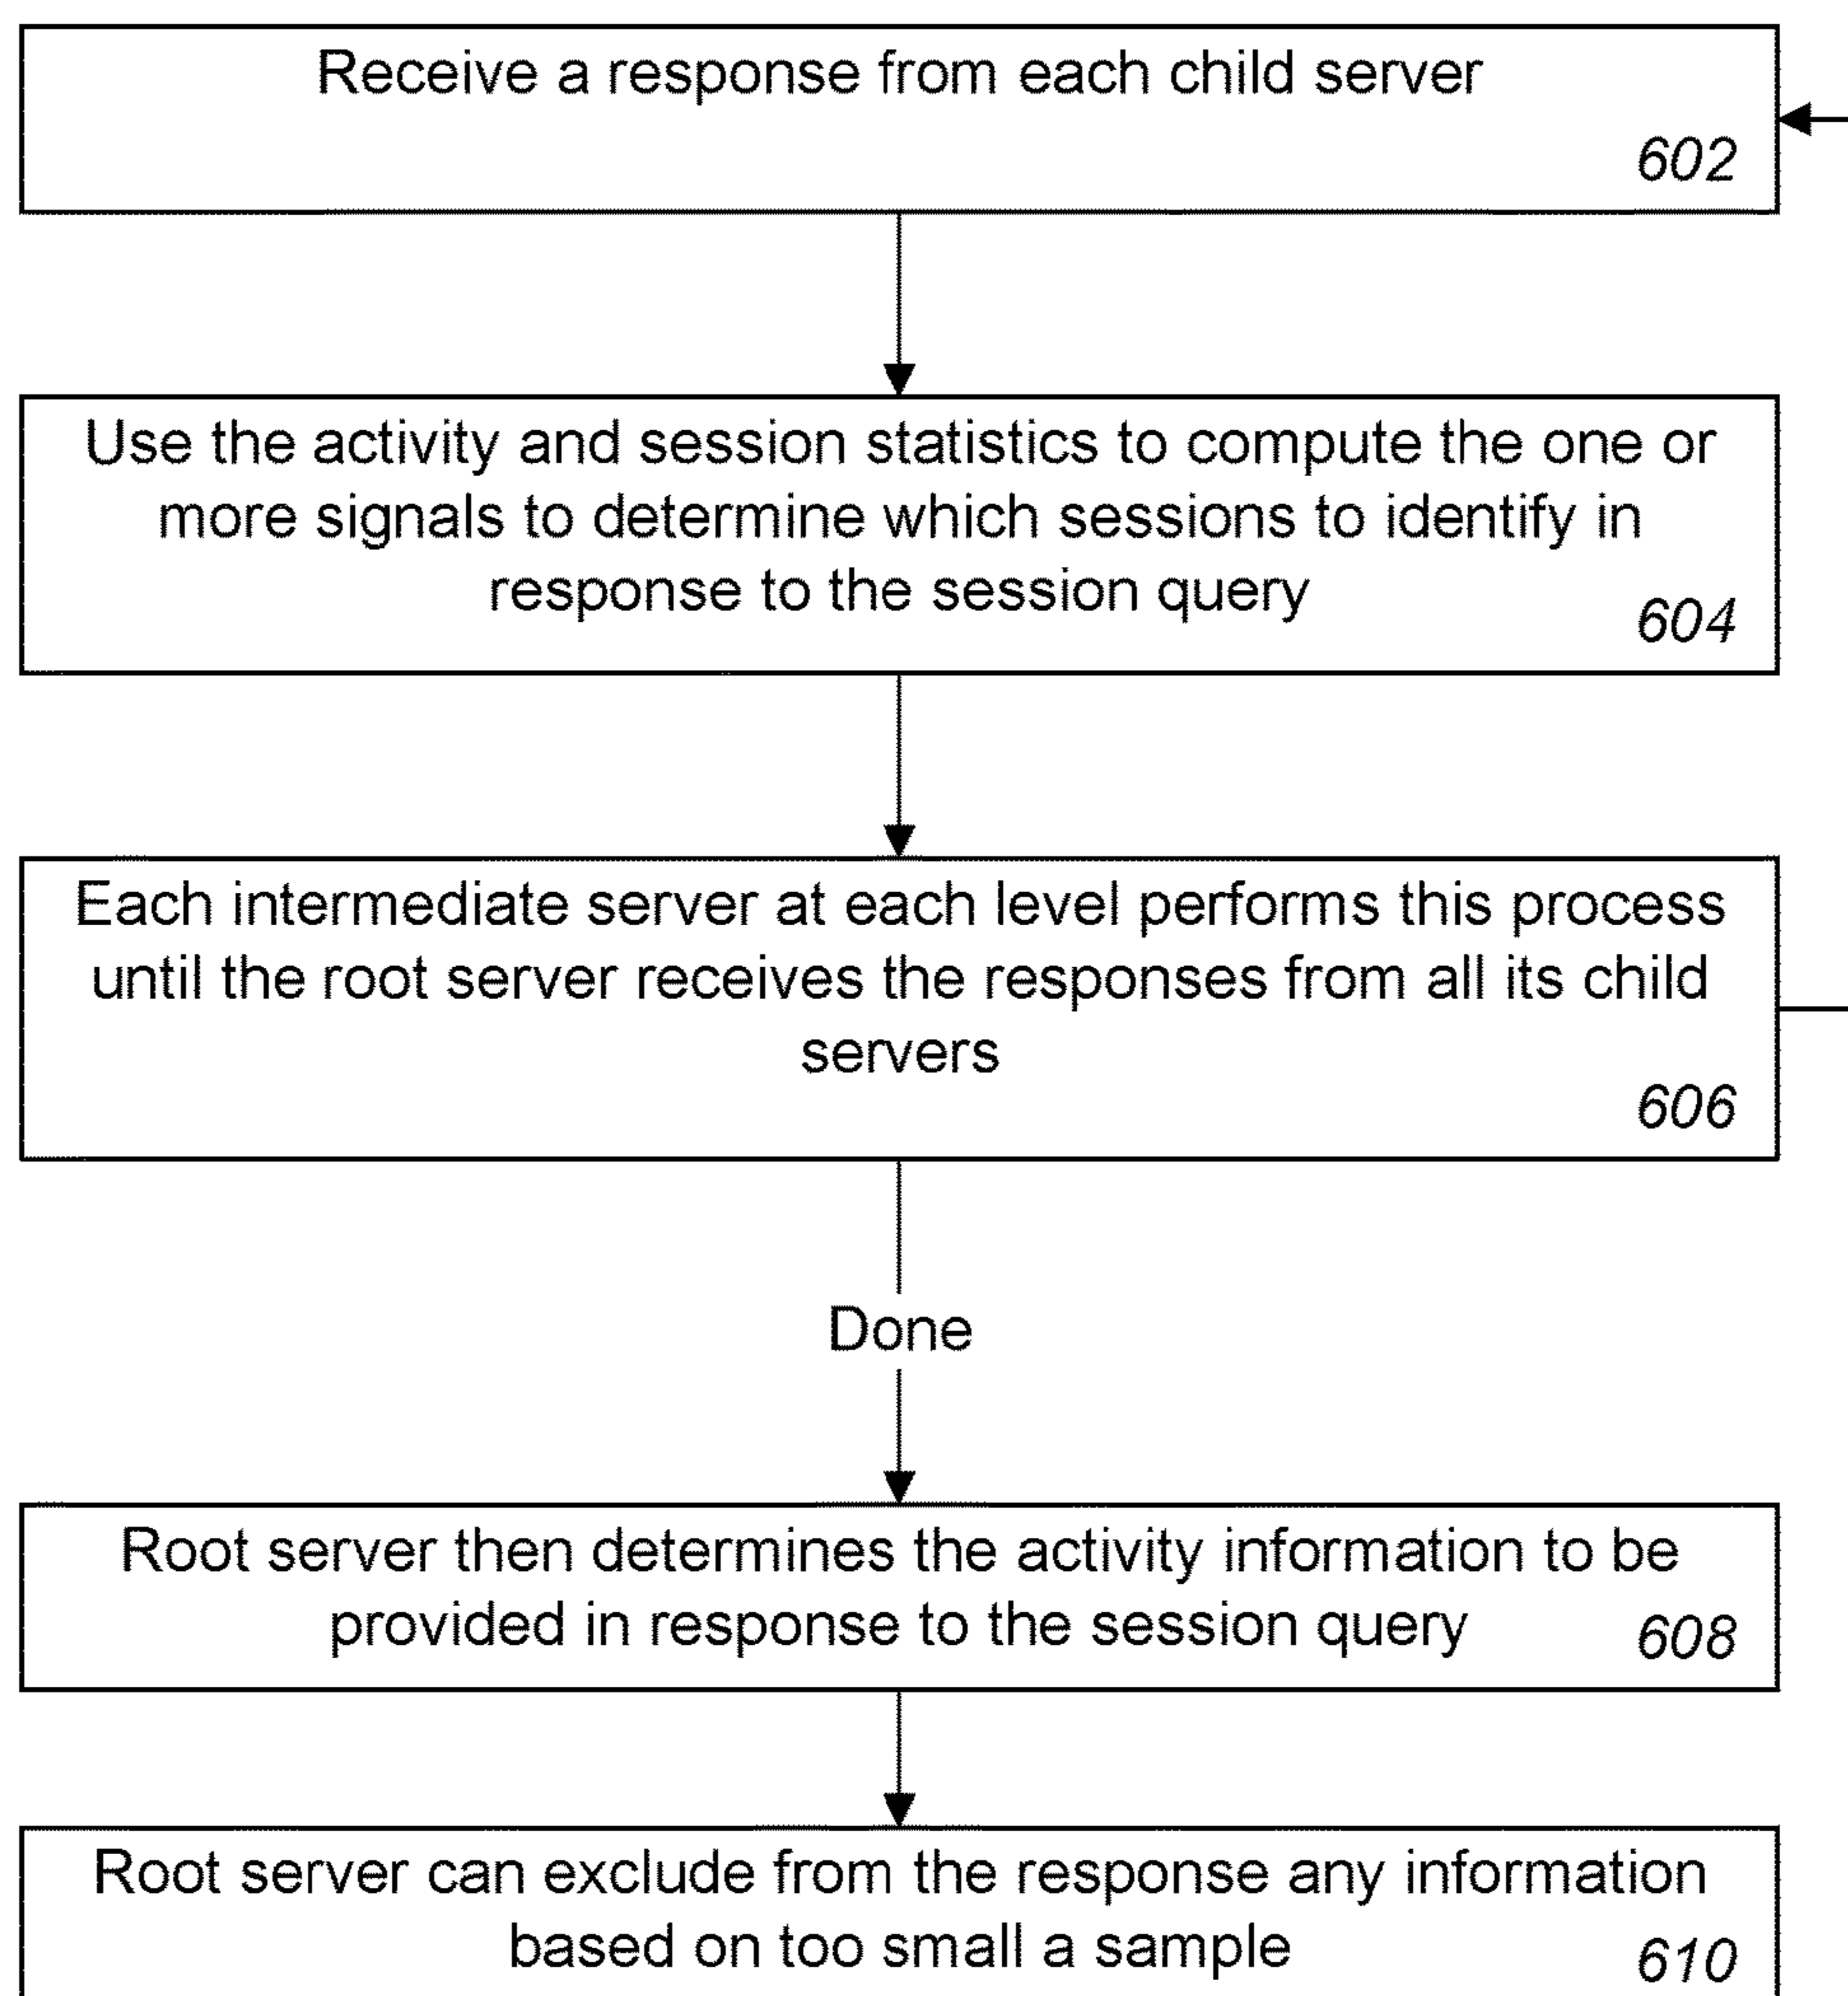 Receive a response from each child server
602
Use the activity and session statistics to compute the one or
more signals to determine which sessions to identify in
response to the session query
604
Each intermediate server at each level performs this process
until the root server receives the responses from all its child
servers
606
Done
Root server then determines the activity information to be
provided in response to the session query
608
Root server can exclude from the response any information
based on too small a sample
610